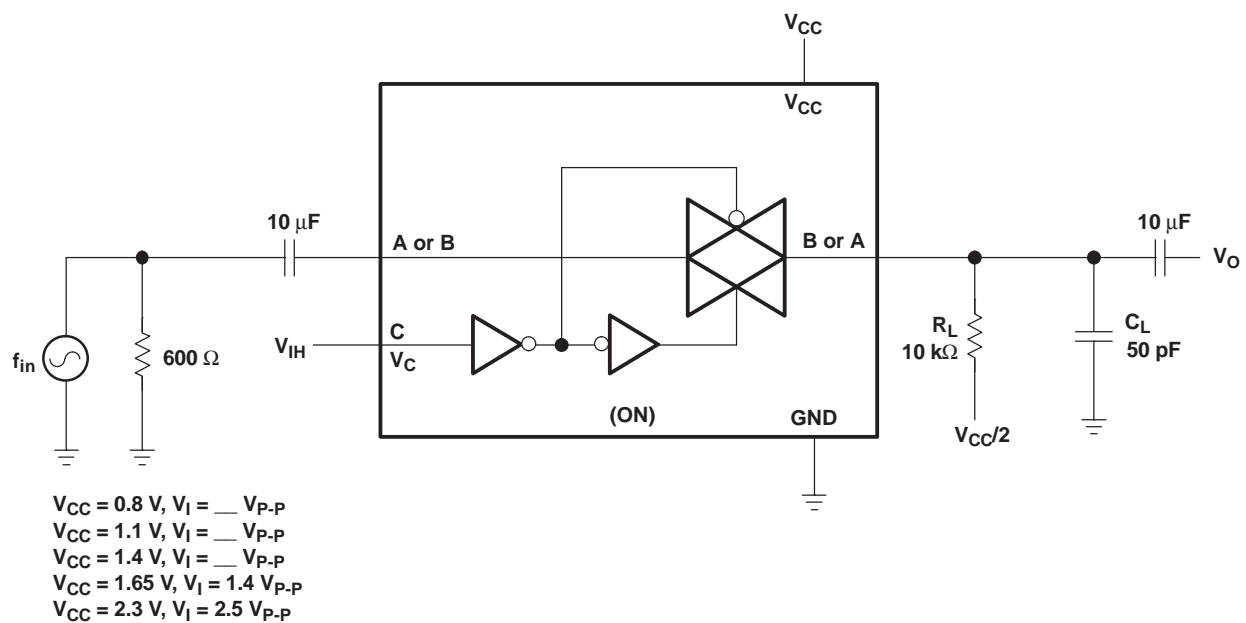 VCC
VCC
10 μF
A or B
B or A
10 μF
VO
fin
600 Ω
VIH
C
VC
RL
10 kΩ
CL
50 pF
(ON)
GND
VCC/2
VCC = 0.8 V, VI = __ VP-P
VCC = 1.1 V, VI = __ VP-P
VCC = 1.4 V, VI = __ VP-P
VCC = 1.65 V, VI = 1.4 VP-P
VCC = 2.3 V, VI = 2.5 VP-P